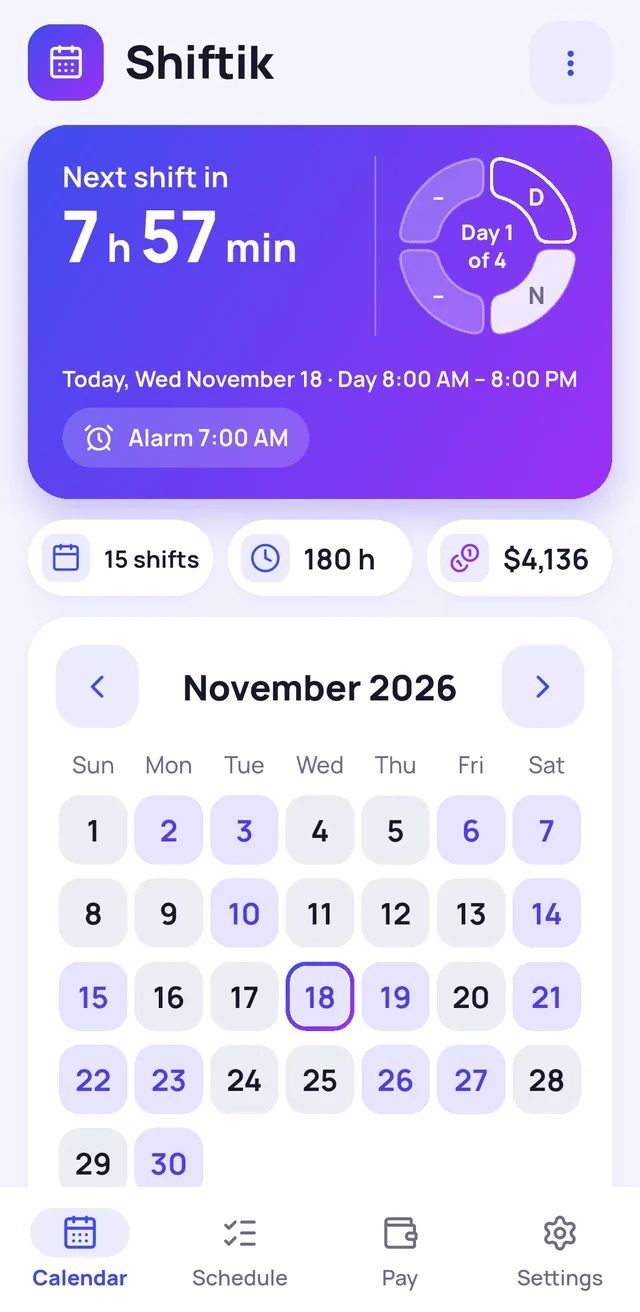 Shiftik
Next shift in
7 h 57 min
–
D
Day 1
of 4
–
N
Today, Wed November 18 · Day 8:00 AM – 8:00 PM
Alarm 7:00 AM
15 shifts
180 h
$4,136
November 2026
Sun Mon Tue Wed Thu Fri Sat
1 2 3 4 5 6 7
8 9 10 11 12 13 14
15 16 17 18 19 20 21
22 23 24 25 26 27 28
29 30
Calendar Schedule Pay Settings